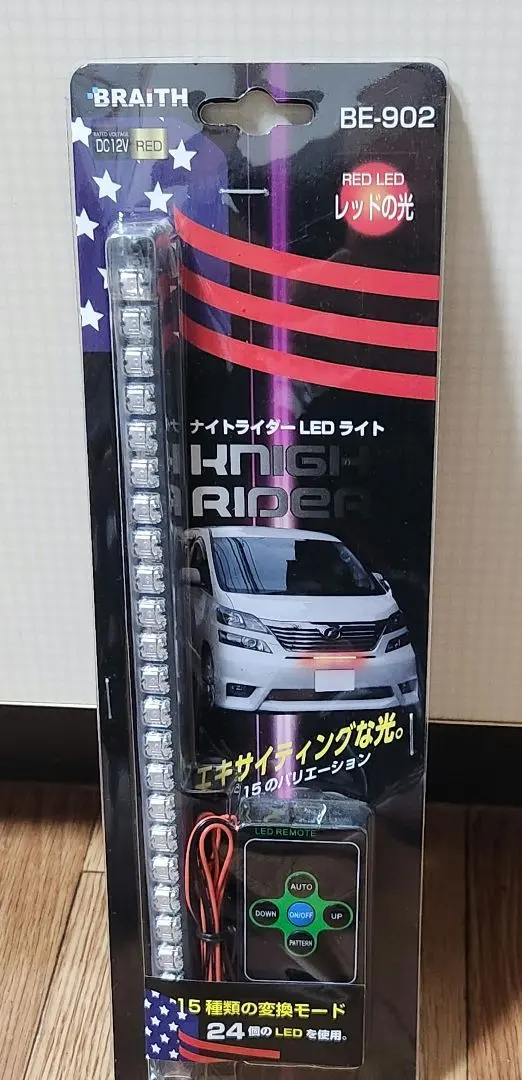 BRAiTH
BE-902
RATED VOLTAGE
DC12V RED
RED LED
レッドの光
ナイトライダー LED ライト
RIDER
エキサイティングな光。
15のバリエーション
LED REMOTE
AUTO
DOWN ON/OFF UP
PATTERN
15種類の変換モード
24個のLEDを使用。